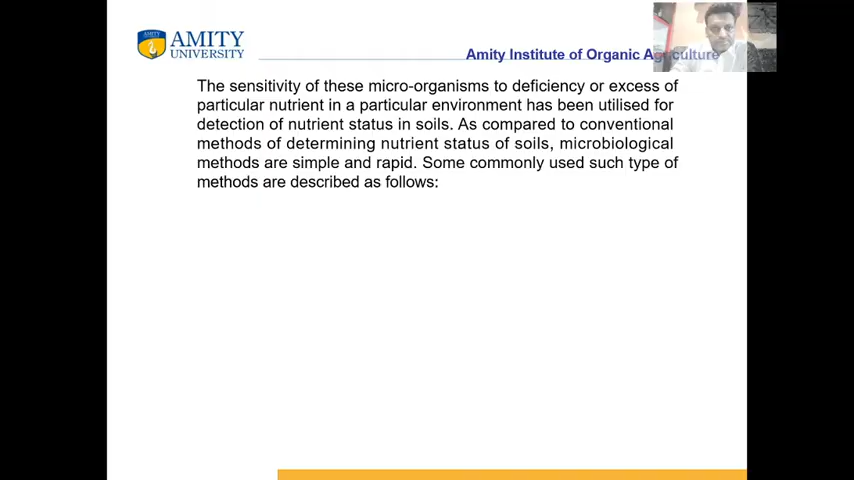 AMITY
AMITY
UNIVERSITY
Amity Institute of Organic Agriculture
The sensitivity of these micro-organisms to deficiency or excess of
particular nutrient in a particular environment has been utilised for
detection of nutrient status in soils. As compared to conventional
methods of determining nutrient status of soils, microbiological
methods are simple and rapid. Some commonly used such type of
methods are described as follows: